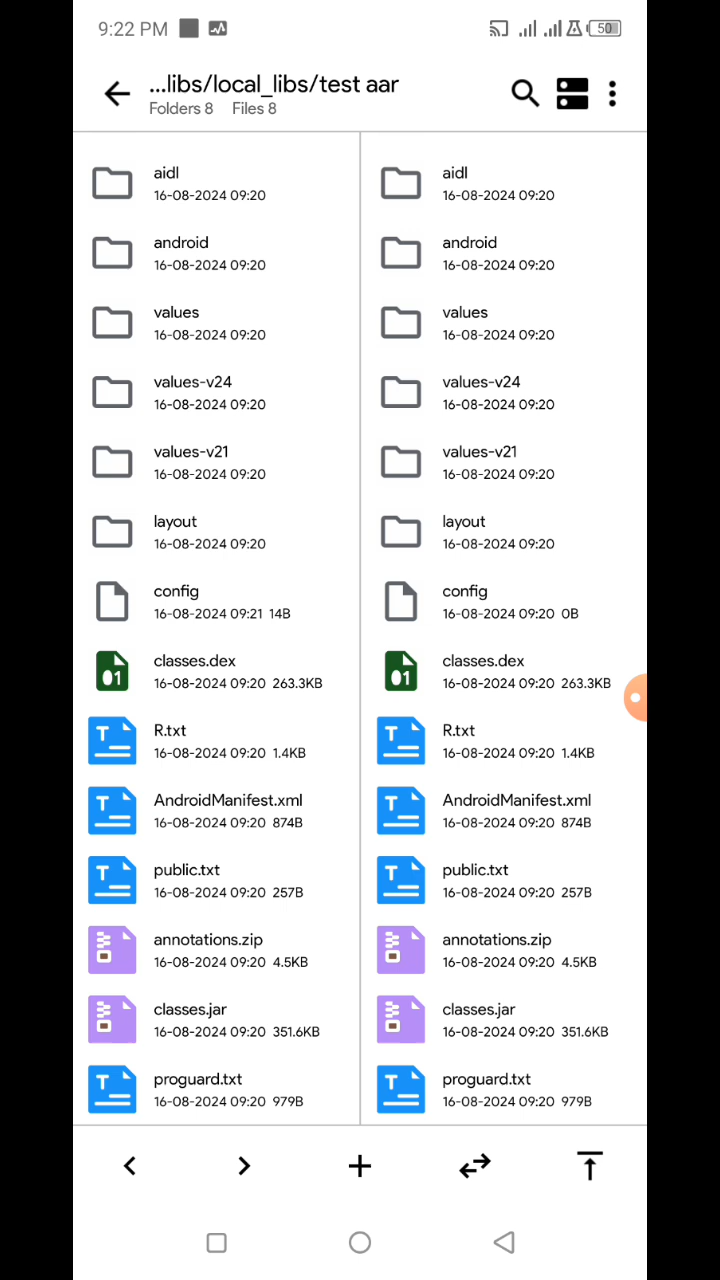 9:22 PM
50
...libs/local_libs/test aar
Folders 8 Files 8
aidl
16-08-2024 09:20
android
16-08-2024 09:20
values
16-08-2024 09:20
values-v24
16-08-2024 09:20
values-v21
16-08-2024 09:20
layout
16-08-2024 09:20
config
16-08-2024 09:21 14B
classes.dex
16-08-2024 09:20 263.3KB
R.txt
16-08-2024 09:20 1.4KB
AndroidManifest.xml
16-08-2024 09:20 874B
public.txt
16-08-2024 09:20 257B
annotations.zip
16-08-2024 09:20 4.5KB
classes.jar
16-08-2024 09:20 351.6KB
proguard.txt
16-08-2024 09:20 979B
aidl
16-08-2024 09:20
android
16-08-2024 09:20
values
16-08-2024 09:20
values-v24
16-08-2024 09:20
values-v21
16-08-2024 09:20
layout
16-08-2024 09:20
config
16-08-2024 09:20 0B
classes.dex
16-08-2024 09:20 263.3KB
R.txt
16-08-2024 09:20 1.4KB
AndroidManifest.xml
16-08-2024 09:20 874B
public.txt
16-08-2024 09:20 257B
annotations.zip
16-08-2024 09:20 4.5KB
classes.jar
16-08-2024 09:20 351.6KB
proguard.txt
16-08-2024 09:20 979B